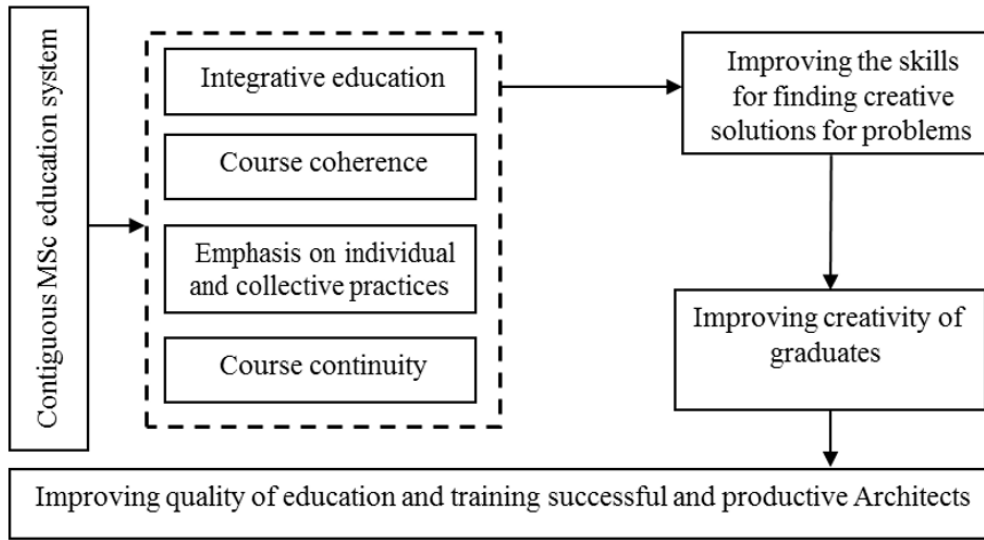 Contiguous MSc education system
Integrative education
Course coherence
Emphasis on individual
and collective practices
Course continuity
Improving the skills
for finding creative
solutions for problems
Improving creativity of
graduates
Improving quality of education and training successful and productive Architects